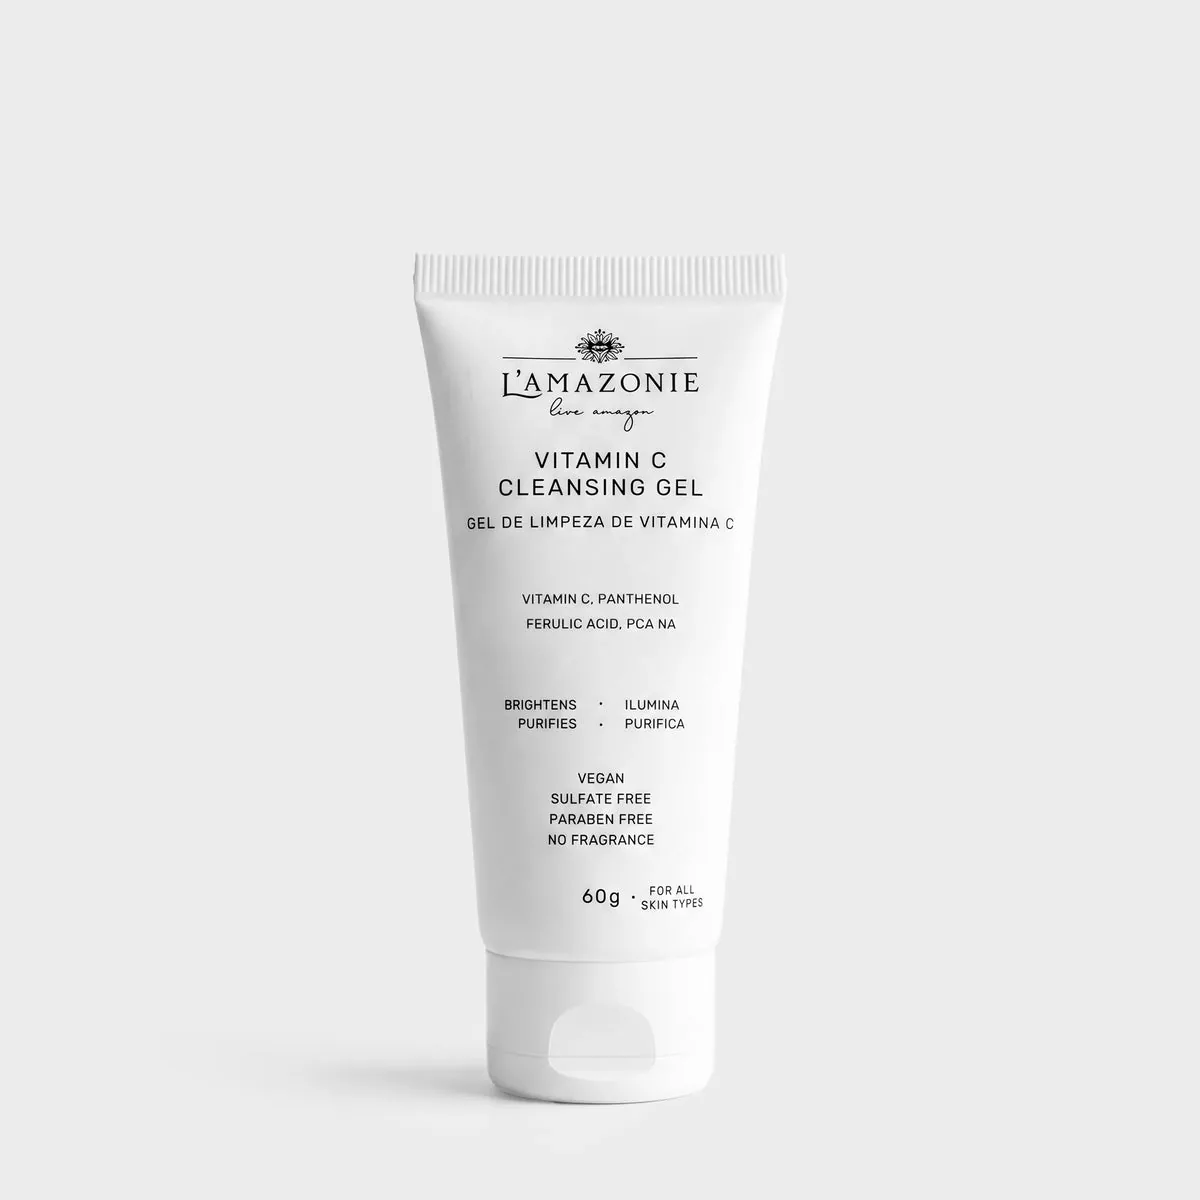 L'AMAZONIE
live amazon
VITAMIN C
CLEANSING GEL
GEL DE LIMPEZA DE VITAMINA C
VITAMIN C, PANTHENOL
FERULIC ACID, PCA NA
BRIGHTENS · ILUMINA
PURIFIES · PURIFICA
VEGAN
SULFATE FREE
PARABEN FREE
NO FRAGRANCE
60g · FOR ALL
SKIN TYPES